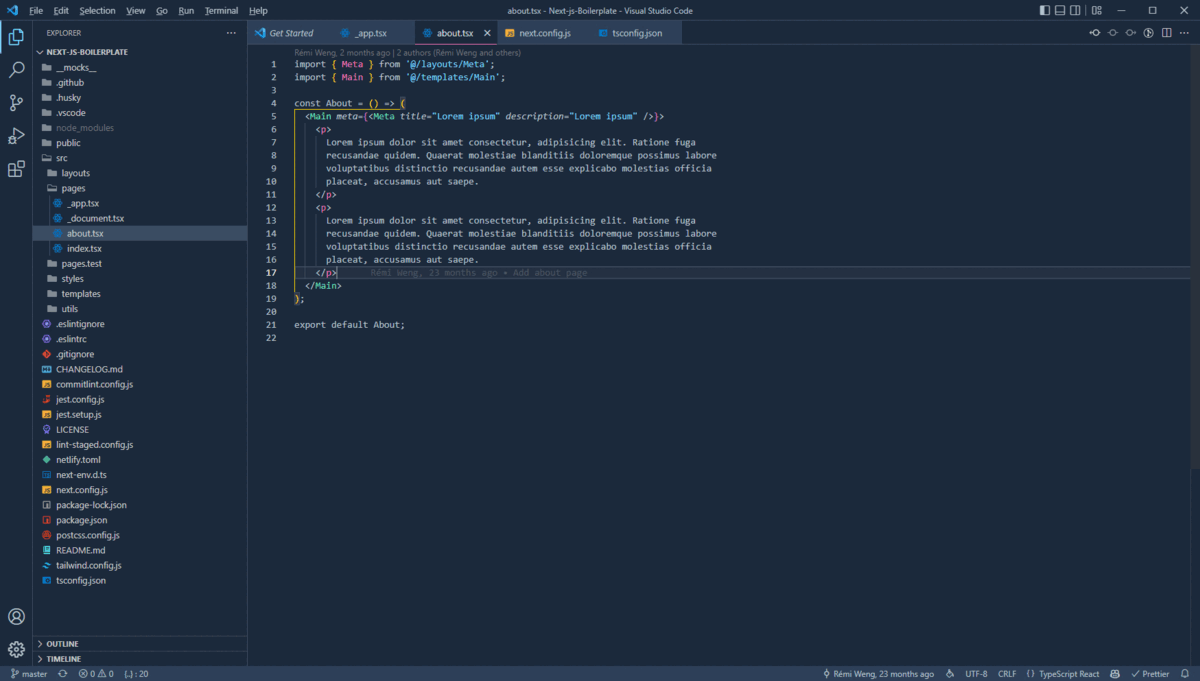 File Edit Selection View Go Run Terminal Help
about.tsx - Next-js-Boilerplate - Visual Studio Code
EXPLORER
NEXT-JS-BOILERPLATE
__mocks__
.github
.husky
.vscode
node_modules
public
src
layouts
pages
_app.tsx
_document.tsx
about.tsx
index.tsx
pages.test
styles
templates
utils
.eslintignore
.eslintrc
.gitignore
CHANGELOG.md
commitlint.config.js
jest.config.js
jest.setup.js
LICENSE
lint-staged.config.js
netlify.toml
next-env.d.ts
next.config.js
package-lock.json
package.json
postcss.config.js
README.md
tailwind.config.js
tsconfig.json
OUTLINE
TIMELINE
Get Started _app.tsx about.tsx next.config.js tsconfig.json
Rémi Weng, 2 months ago | 2 authors (Rémi Weng and others)
1 import { Meta } from '@/layouts/Meta';
2 import { Main } from '@/templates/Main';
3
4 const About = () => (
5 <Main meta={<Meta title="Lorem ipsum" description="Lorem ipsum" />}>
6 <p>
7 Lorem ipsum dolor sit amet consectetur, adipisicing elit. Ratione fuga
8 recusandae quidem. Quaerat molestiae blanditiis doloremque possimus labore
9 voluptatibus distinctio recusandae autem esse explicabo molestias officia
10 placeat, accusamus aut saepe.
11 </p>
12 <p>
13 Lorem ipsum dolor sit amet consectetur, adipisicing elit. Ratione fuga
14 recusandae quidem. Quaerat molestiae blanditiis doloremque possimus labore
15 voluptatibus distinctio recusandae autem esse explicabo molestias officia
16 placeat, accusamus aut saepe.
17 </p> Rémi Weng, 23 months ago • Add about page
18 </Main>
19 );
20
21 export default About;
22
master 0 0 {..} : 20 Rémi Weng, 23 months ago UTF-8 CRLF {} TypeScript React Prettier